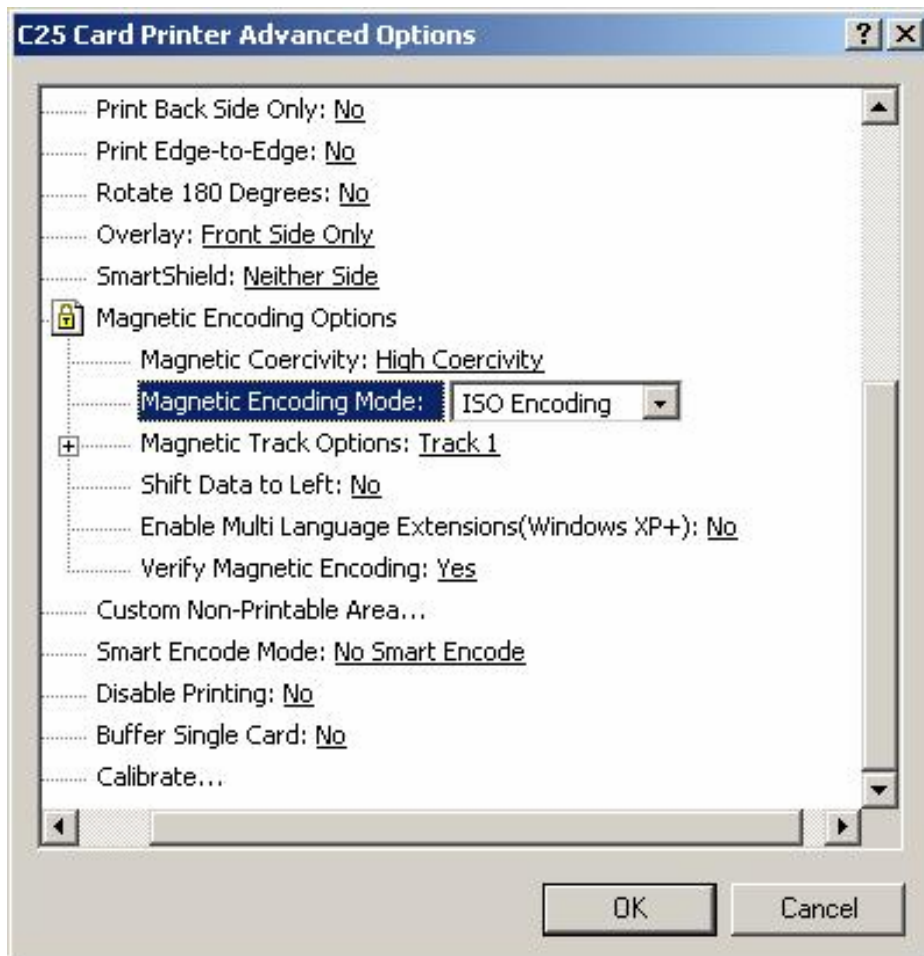 C25 Card Printer Advanced Options
Print Back Side Only: No
Print Edge-to-Edge: No
Rotate 180 Degrees: No
Overlay: Front Side Only
SmartShield: Neither Side
Magnetic Encoding Options
Magnetic Coercivity: High Coercivity
Magnetic Encoding Mode: ISO Encoding
Magnetic Track Options: Track 1
Shift Data to Left: No
Enable Multi Language Extensions(Windows XP+): No
Verify Magnetic Encoding: Yes
Custom Non-Printable Area...
Smart Encode Mode: No Smart Encode
Disable Printing: No
Buffer Single Card: No
Calibrate...
OK Cancel